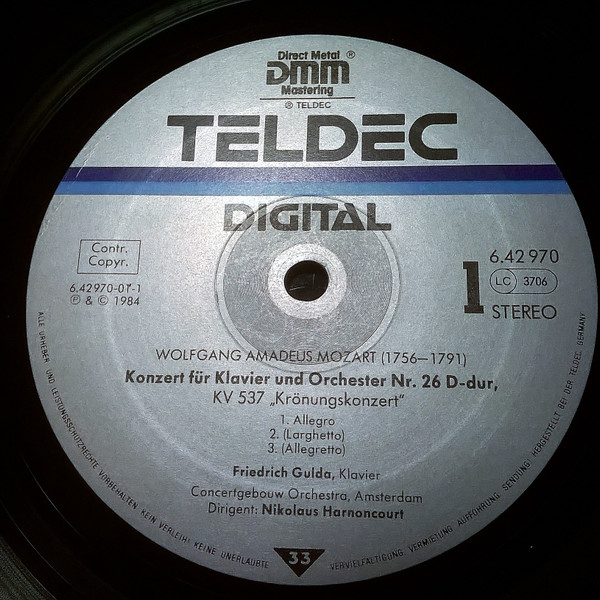 Direct Metal ®
DMM
Mastering
℗ TELDEC
TELDEC
DIGITAL
Contr.
Copyr.
6.42970-01-1
℗ & © 1984
6.42 970
LC 3706
1
STEREO
WOLFGANG AMADEUS MOZART (1756—1791)
Konzert für Klavier und Orchester Nr. 26 D-dur,
KV 537 „Krönungskonzert”
1. Allegro
2. (Larghetto)
3. (Allegretto)
Friedrich Gulda, Klavier
Concertgebouw Orchestra, Amsterdam
Dirigent: Nikolaus Harnoncourt
33
ALLE URHEBER UND LEISTUNGSSCHUTZRECHTE VORBEHALTEN KEIN VERLEIH! KEINE UNERLAUBTE VERVIELFÄLTIGUNG, VERMIETUNG, AUFFÜHRUNG, SENDUNG! HERGESTELLT BEI DER TELDEC GERMANY